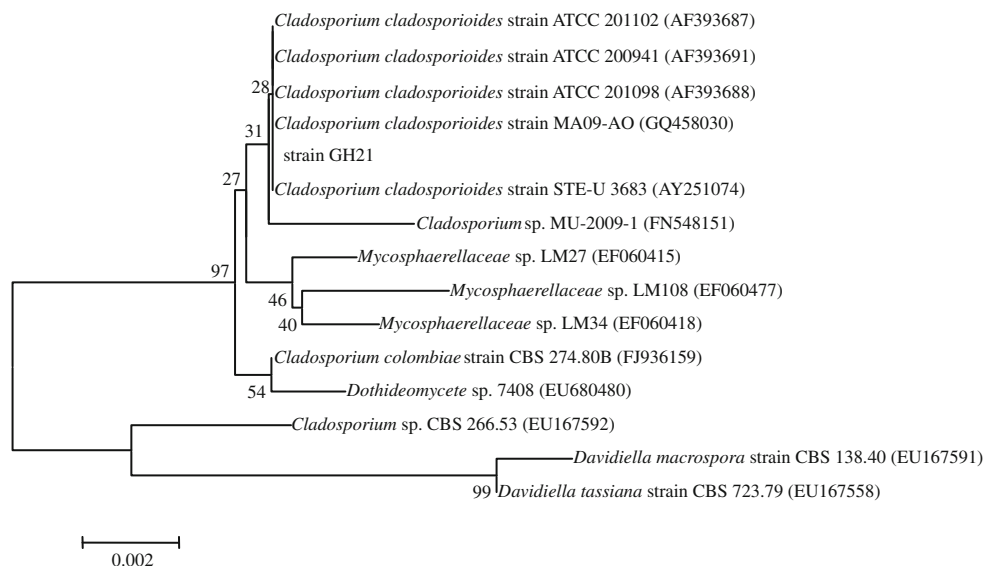 Cladosporium cladosporioides strain ATCC 201102 (AF393687)
Cladosporium cladosporioides strain ATCC 200941 (AF393691)
28
Cladosporium cladosporioides strain ATCC 201098 (AF393688)
Cladosporium cladosporioides strain MA09-AO (GQ458030)
31
strain GH21
27
Cladosporium cladosporioides strain STE-U 3683 (AY251074)
Cladosporium sp. MU-2009-1 (FN548151)
Mycosphaerellaceae sp. LM27 (EF060415)
97
Mycosphaerellaceae sp. LM108 (EF060477)
46
40
Mycosphaerellaceae sp. LM34 (EF060418)
Cladosporium colombiae strain CBS 274.80B (FJ936159)
54
Dothideomycete sp. 7408 (EU680480)
Cladosporium sp. CBS 266.53 (EU167592)
Davidiella macrospora strain CBS 138.40 (EU167591)
99
Davidiella tassiana strain CBS 723.79 (EU167558)
0.002